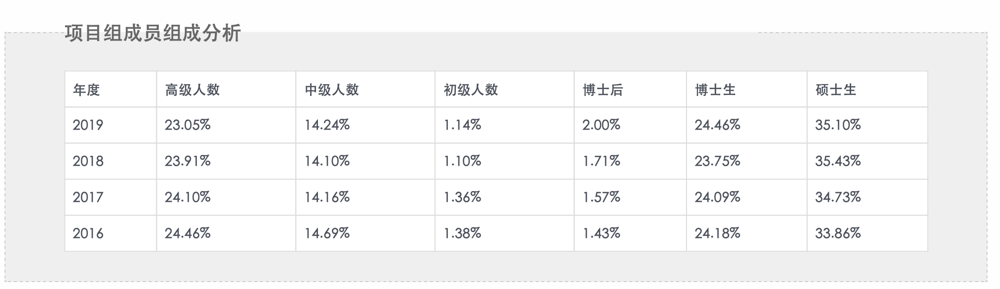 项目组成员组成分析
年度 高级人数 中级人数 初级人数 博士后 博士生 硕士生
2019 23.05% 14.24% 1.14% 2.00% 24.46% 35.10%
2018 23.91% 14.10% 1.10% 1.71% 23.75% 35.43%
2017 24.10% 14.16% 1.36% 1.57% 24.09% 34.73%
2016 24.46% 14.69% 1.38% 1.43% 24.18% 33.86%